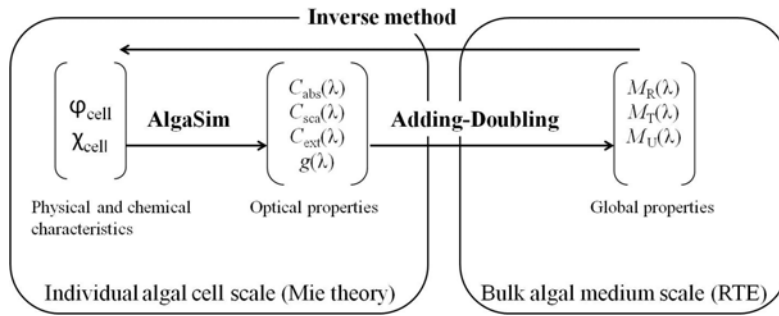 Inverse method
φcell
χcell
AlgaSim
Cabs(λ)
Csca(λ)
Cext(λ)
g(λ)
Adding-Doubling
MR(λ)
MT(λ)
MU(λ)
Physical and chemical
characteristics
Optical properties
Global properties
Individual algal cell scale (Mie theory)
Bulk algal medium scale (RTE)